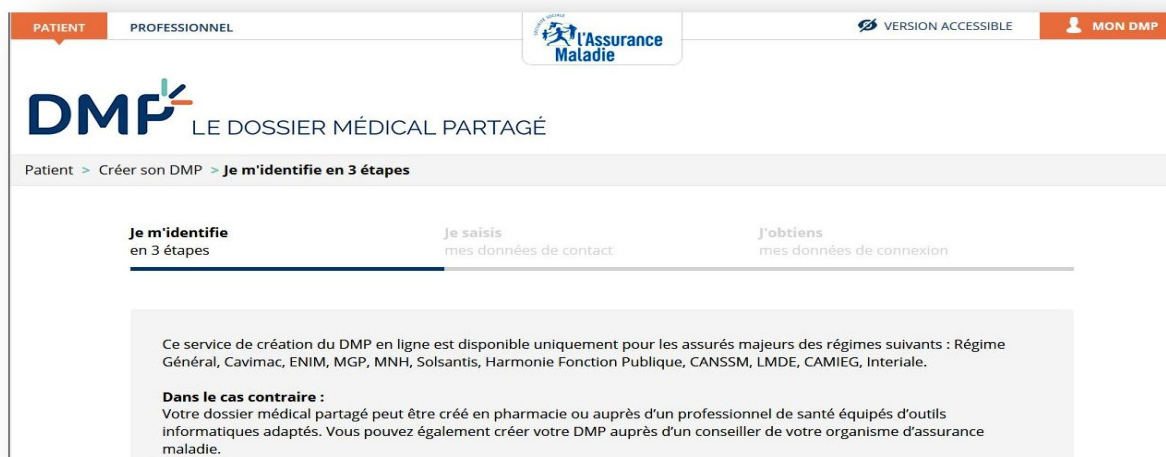 PATIENT PROFESSIONNEL VERSION ACCESSIBLE MON DMP
SÉCURITÉ SOCIALE
l'Assurance
Maladie
DMP LE DOSSIER MÉDICAL PARTAGÉ
Patient > Créer son DMP > Je m'identifie en 3 étapes
Je m'identifie Je saisis J'obtiens
en 3 étapes mes données de contact mes données de connexion
Ce service de création du DMP en ligne est disponible uniquement pour les assurés majeurs des régimes suivants : Régime
Général, Cavimac, ENIM, MGP, MNH, Solsantis, Harmonie Fonction Publique, CANSSM, LMDE, CAMIEG, Interiale.
Dans le cas contraire :
Votre dossier médical partagé peut être créé en pharmacie ou auprès d'un professionnel de santé équipés d'outils
informatiques adaptés. Vous pouvez également créer votre DMP auprès d'un conseiller de votre organisme d'assurance
maladie.